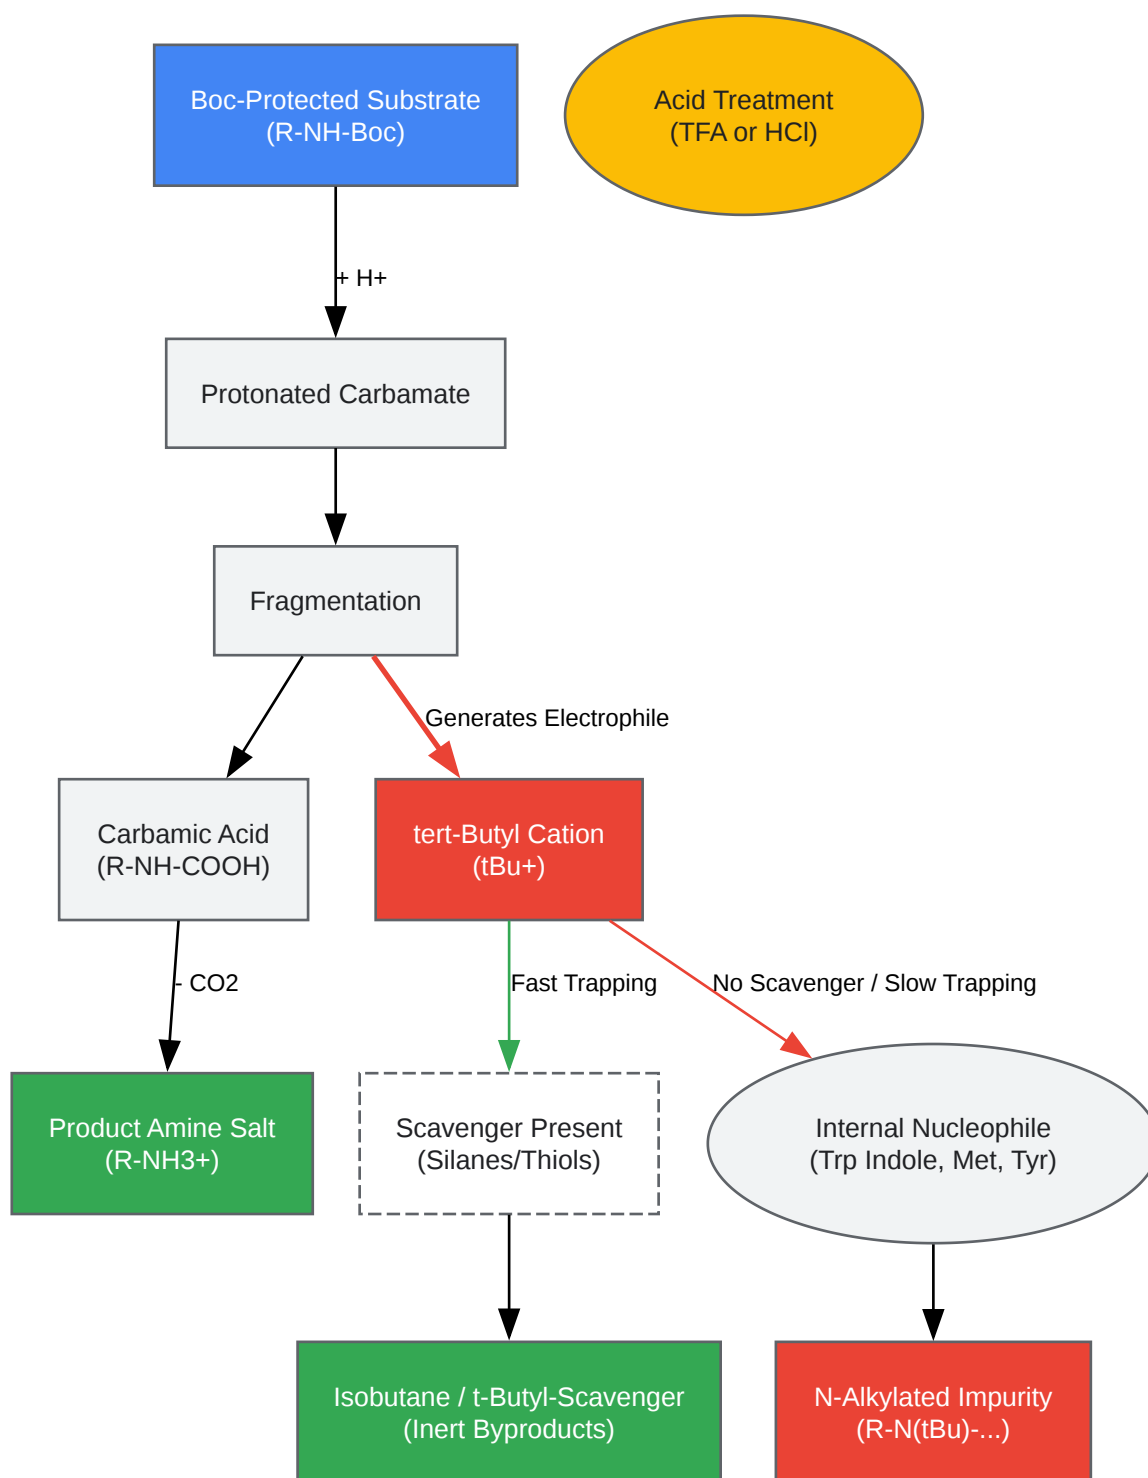 Boc-Protected Substrate
(R-NH-Boc)
Acid Treatment
(TFA or HCl)
+ H+
Protonated Carbamate
Fragmentation
Generates Electrophile
Carbamic Acid
(R-NH-COOH)
tert-Butyl Cation
(tBu+)
- CO2
Fast Trapping
No Scavenger / Slow Trapping
Product Amine Salt
(R-NH3+)
Scavenger Present
(Silanes/Thiols)
Internal Nucleophile
(Trp Indole, Met, Tyr)
Isobutane / t-Butyl-Scavenger
(Inert Byproducts)
N-Alkylated Impurity
(R-N(tBu)-...)